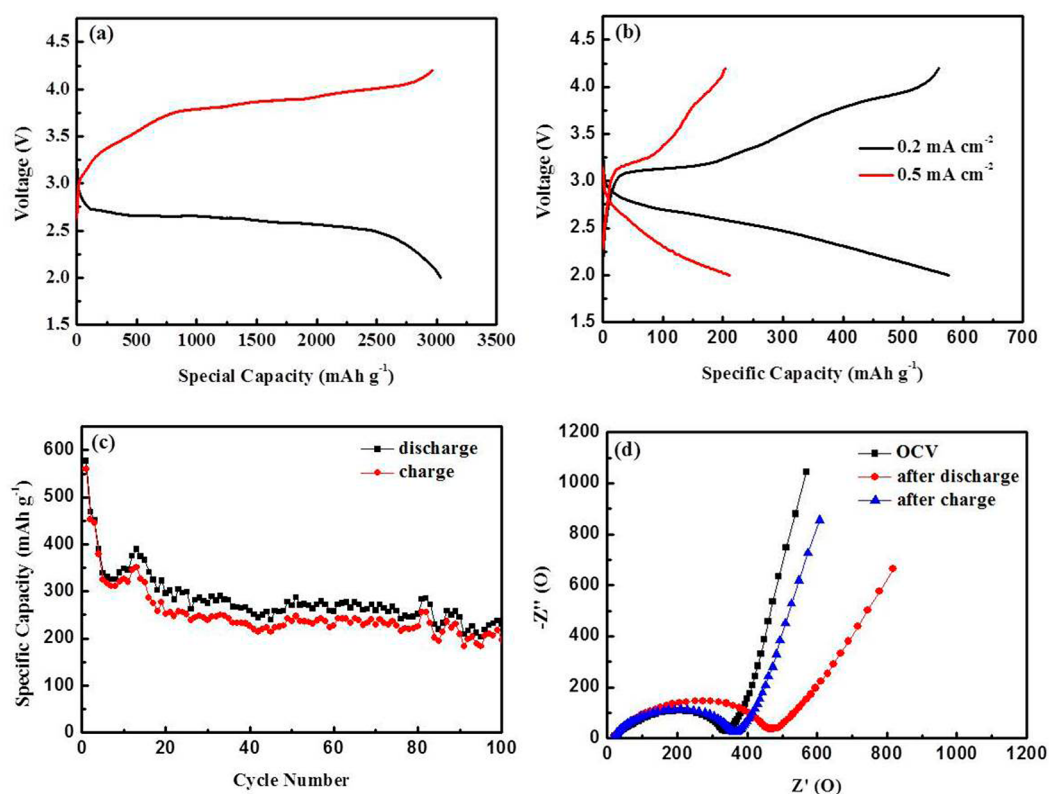 (a)
4.5
4.0
3.5
3.0
2.5
2.0
1.5
Voltage (V)
0 500 1000 1500 2000 2500 3000 3500
Special Capacity (mAh g-1)
(b)
4.5
4.0
3.5
3.0
2.5
2.0
1.5
Voltage (V)
0.2 mA cm-2
0.5 mA cm-2
0 100 200 300 400 500 600 700
Specific Capacity (mAh g-1)
(c)
discharge
charge
600
500
400
300
200
100
0
Specific Capacity (mAh g-1)
0 20 40 60 80 100
Cycle Number
(d)
OCV
after discharge
after charge
1200
1000
800
600
400
200
0
-Z'' (O)
0 200 400 600 800 1000 1200
Z' (O)